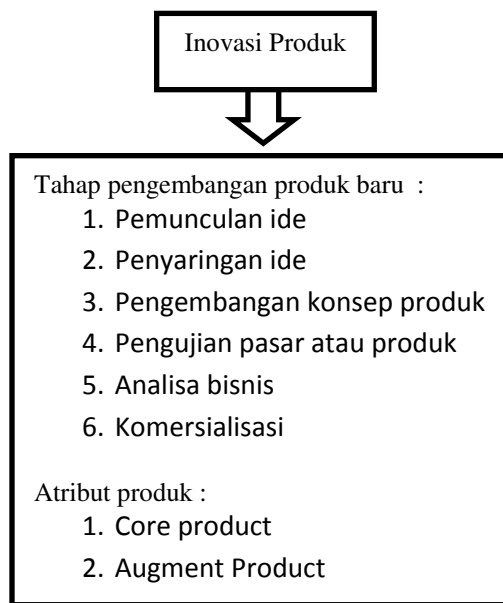 Inovasi Produk
Tahap pengembangan produk baru :
1. Pemunculan ide
2. Penyaringan ide
3. Pengembangan konsep produk
4. Pengujian pasar atau produk
5. Analisa bisnis
6. Komersialisasi
Atribut produk :
1. Core product
2. Augment Product